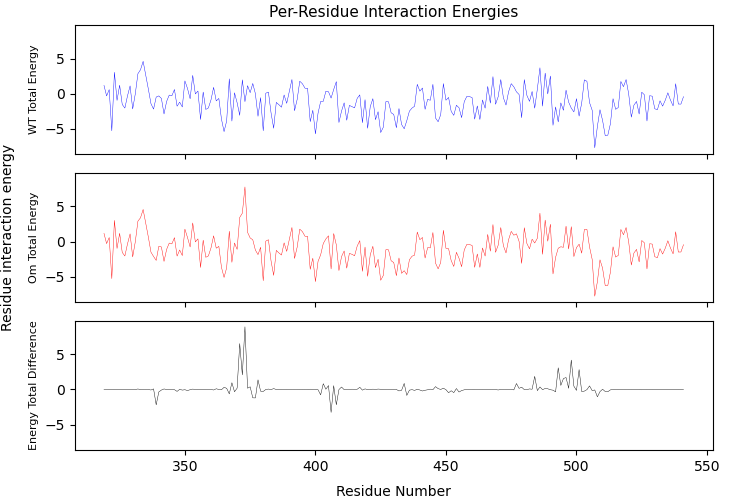 Per-Residue Interaction Energies
Residue interaction energy
WT Total Energy
5
0
−5
Om Total Energy
5
0
−5
Energy Total Difference
5
0
−5
350 400 450 500 550
Residue Number